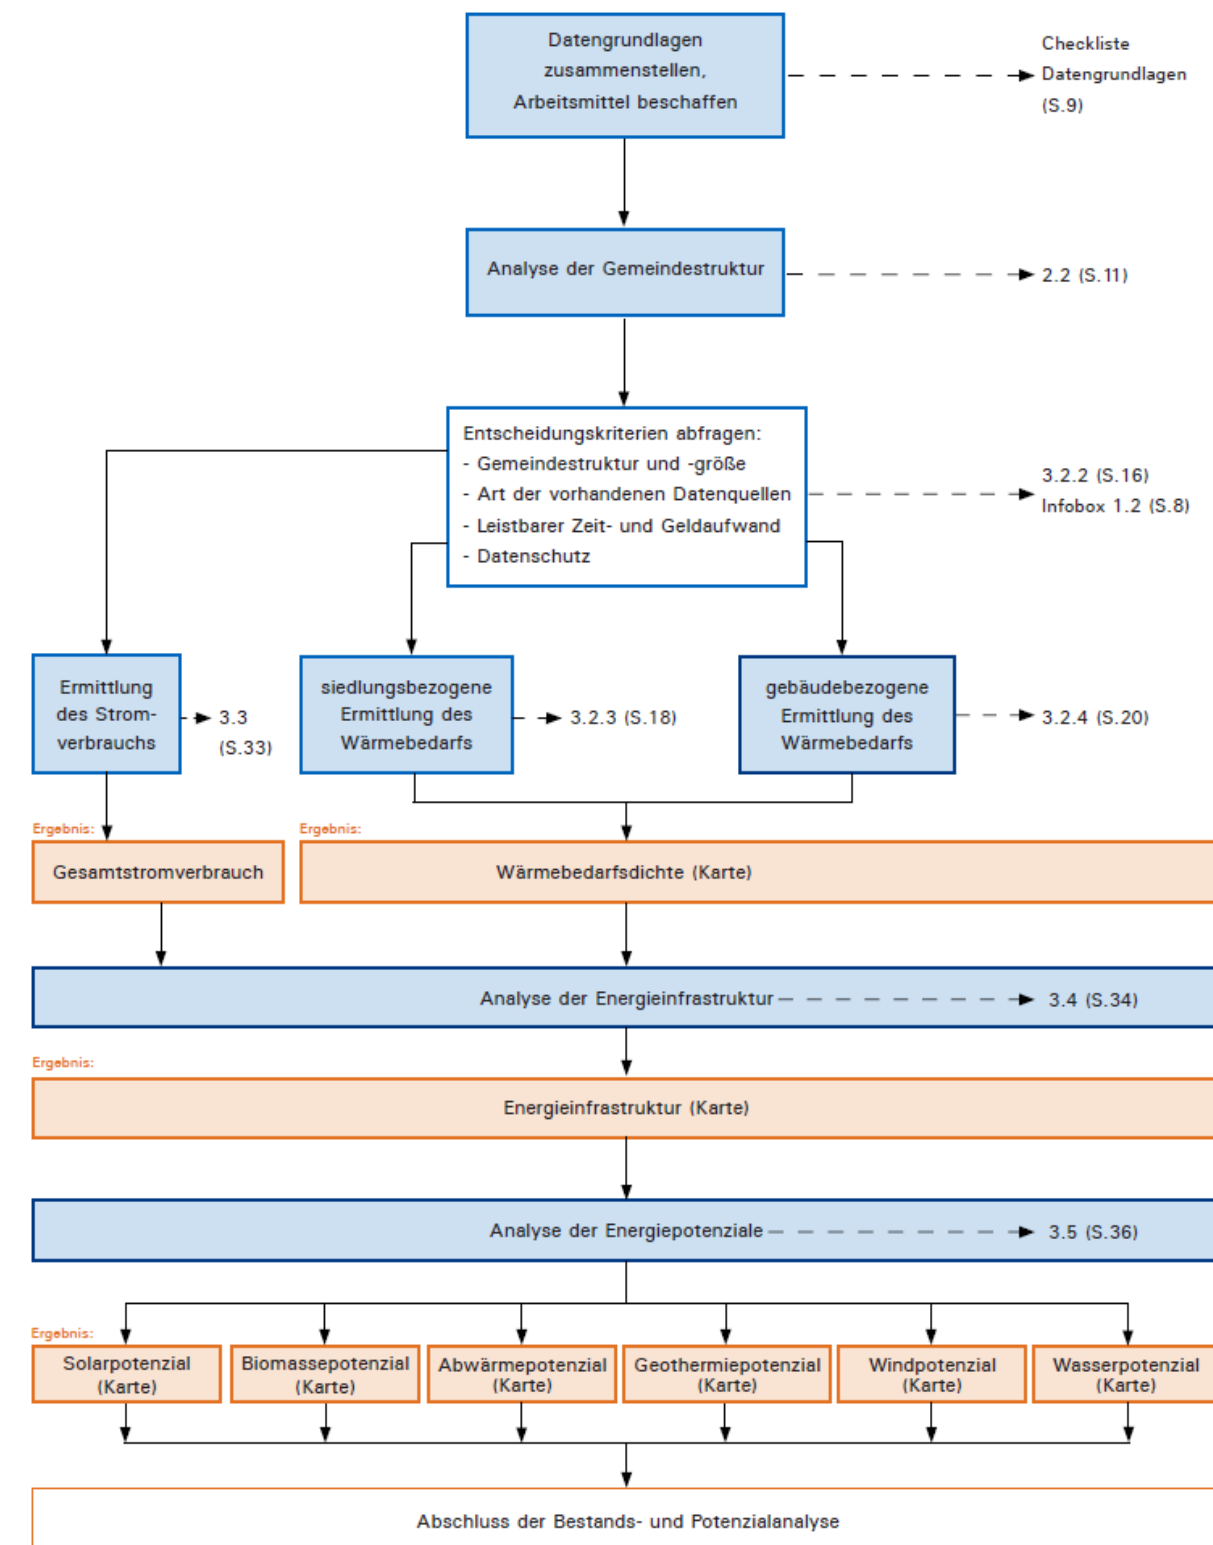 Datengrundlagen
zusammenstellen,
Arbeitsmittel beschaffen
Checkliste
Datengrundlagen
(S.9)
Analyse der Gemeindestruktur
2.2 (S.11)
Entscheidungskriterien abfragen:
- Gemeindestruktur und -größe
- Art der vorhandenen Datenquellen
- Leistbarer Zeit- und Geldaufwand
- Datenschutz
3.2.2 (S.16)
Infobox 1.2 (S.8)
Ermittlung
des Strom-
verbrauchs
3.3
(S.33)
siedlungsbezogene
Ermittlung des
Wärmebedarfs
3.2.3 (S.18)
gebäudebezogene
Ermittlung des
Wärmebedarfs
3.2.4 (S.20)
Ergebnis:
Gesamtstromverbrauch
Ergebnis:
Wärmebedarfsdichte (Karte)
Analyse der Energieinfrastruktur
3.4 (S.34)
Ergebnis:
Energieinfrastruktur (Karte)
Analyse der Energiepotenziale
3.5 (S.36)
Ergebnis:
Solarpotenzial
(Karte)
Biomassepotenzial
(Karte)
Abwärmepotenzial
(Karte)
Geothermiepotenzial
(Karte)
Windpotenzial
(Karte)
Wasserpotenzial
(Karte)
Abschluss der Bestands- und Potenzialanalyse